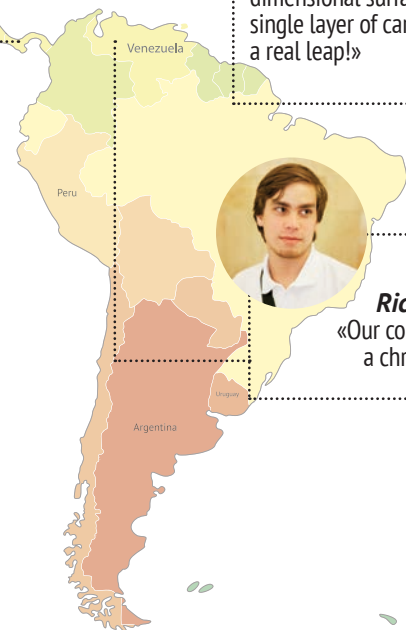 dimensional surfa
single layer of car
a real leap!»
Venezuela
Peru
Ric
«Our co
a chr
Uruguay
Argentina